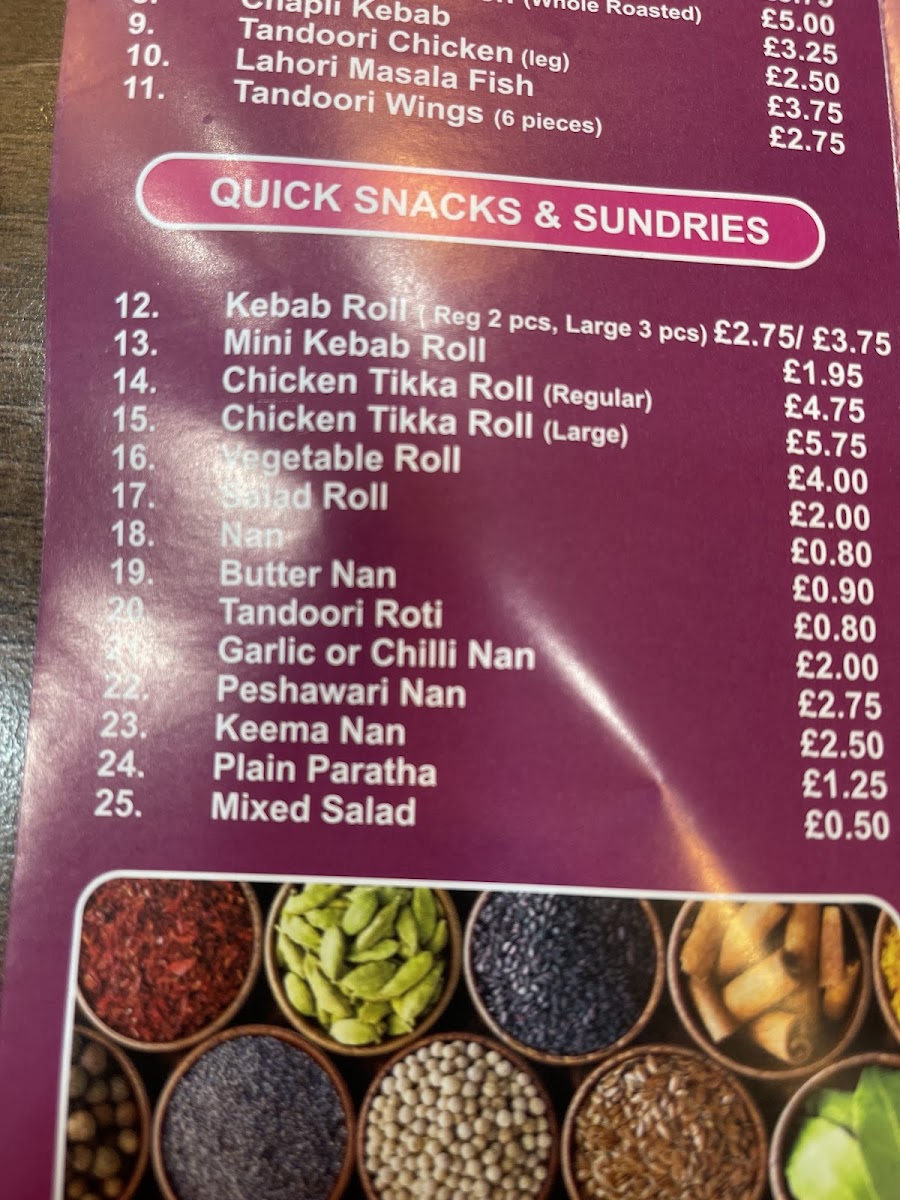 (Whole Roasted) £5.00
8. Chapli Kebab £3.25
9. Tandoori Chicken (leg) £2.50
10. Lahori Masala Fish £3.75
11. Tandoori Wings (6 pieces) £2.75
QUICK SNACKS & SUNDRIES
12. Kebab Roll ( Reg 2 pcs, Large 3 pcs) £2.75/ £3.75
13. Mini Kebab Roll £1.95
14. Chicken Tikka Roll (Regular) £4.75
15. Chicken Tikka Roll (Large) £5.75
16. Vegetable Roll £4.00
17. Salad Roll £2.00
18. Nan £0.80
19. Butter Nan £0.90
20. Tandoori Roti £0.80
21. Garlic or Chilli Nan £2.00
22. Peshawari Nan £2.75
23. Keema Nan £2.50
24. Plain Paratha £1.25
25. Mixed Salad £0.50